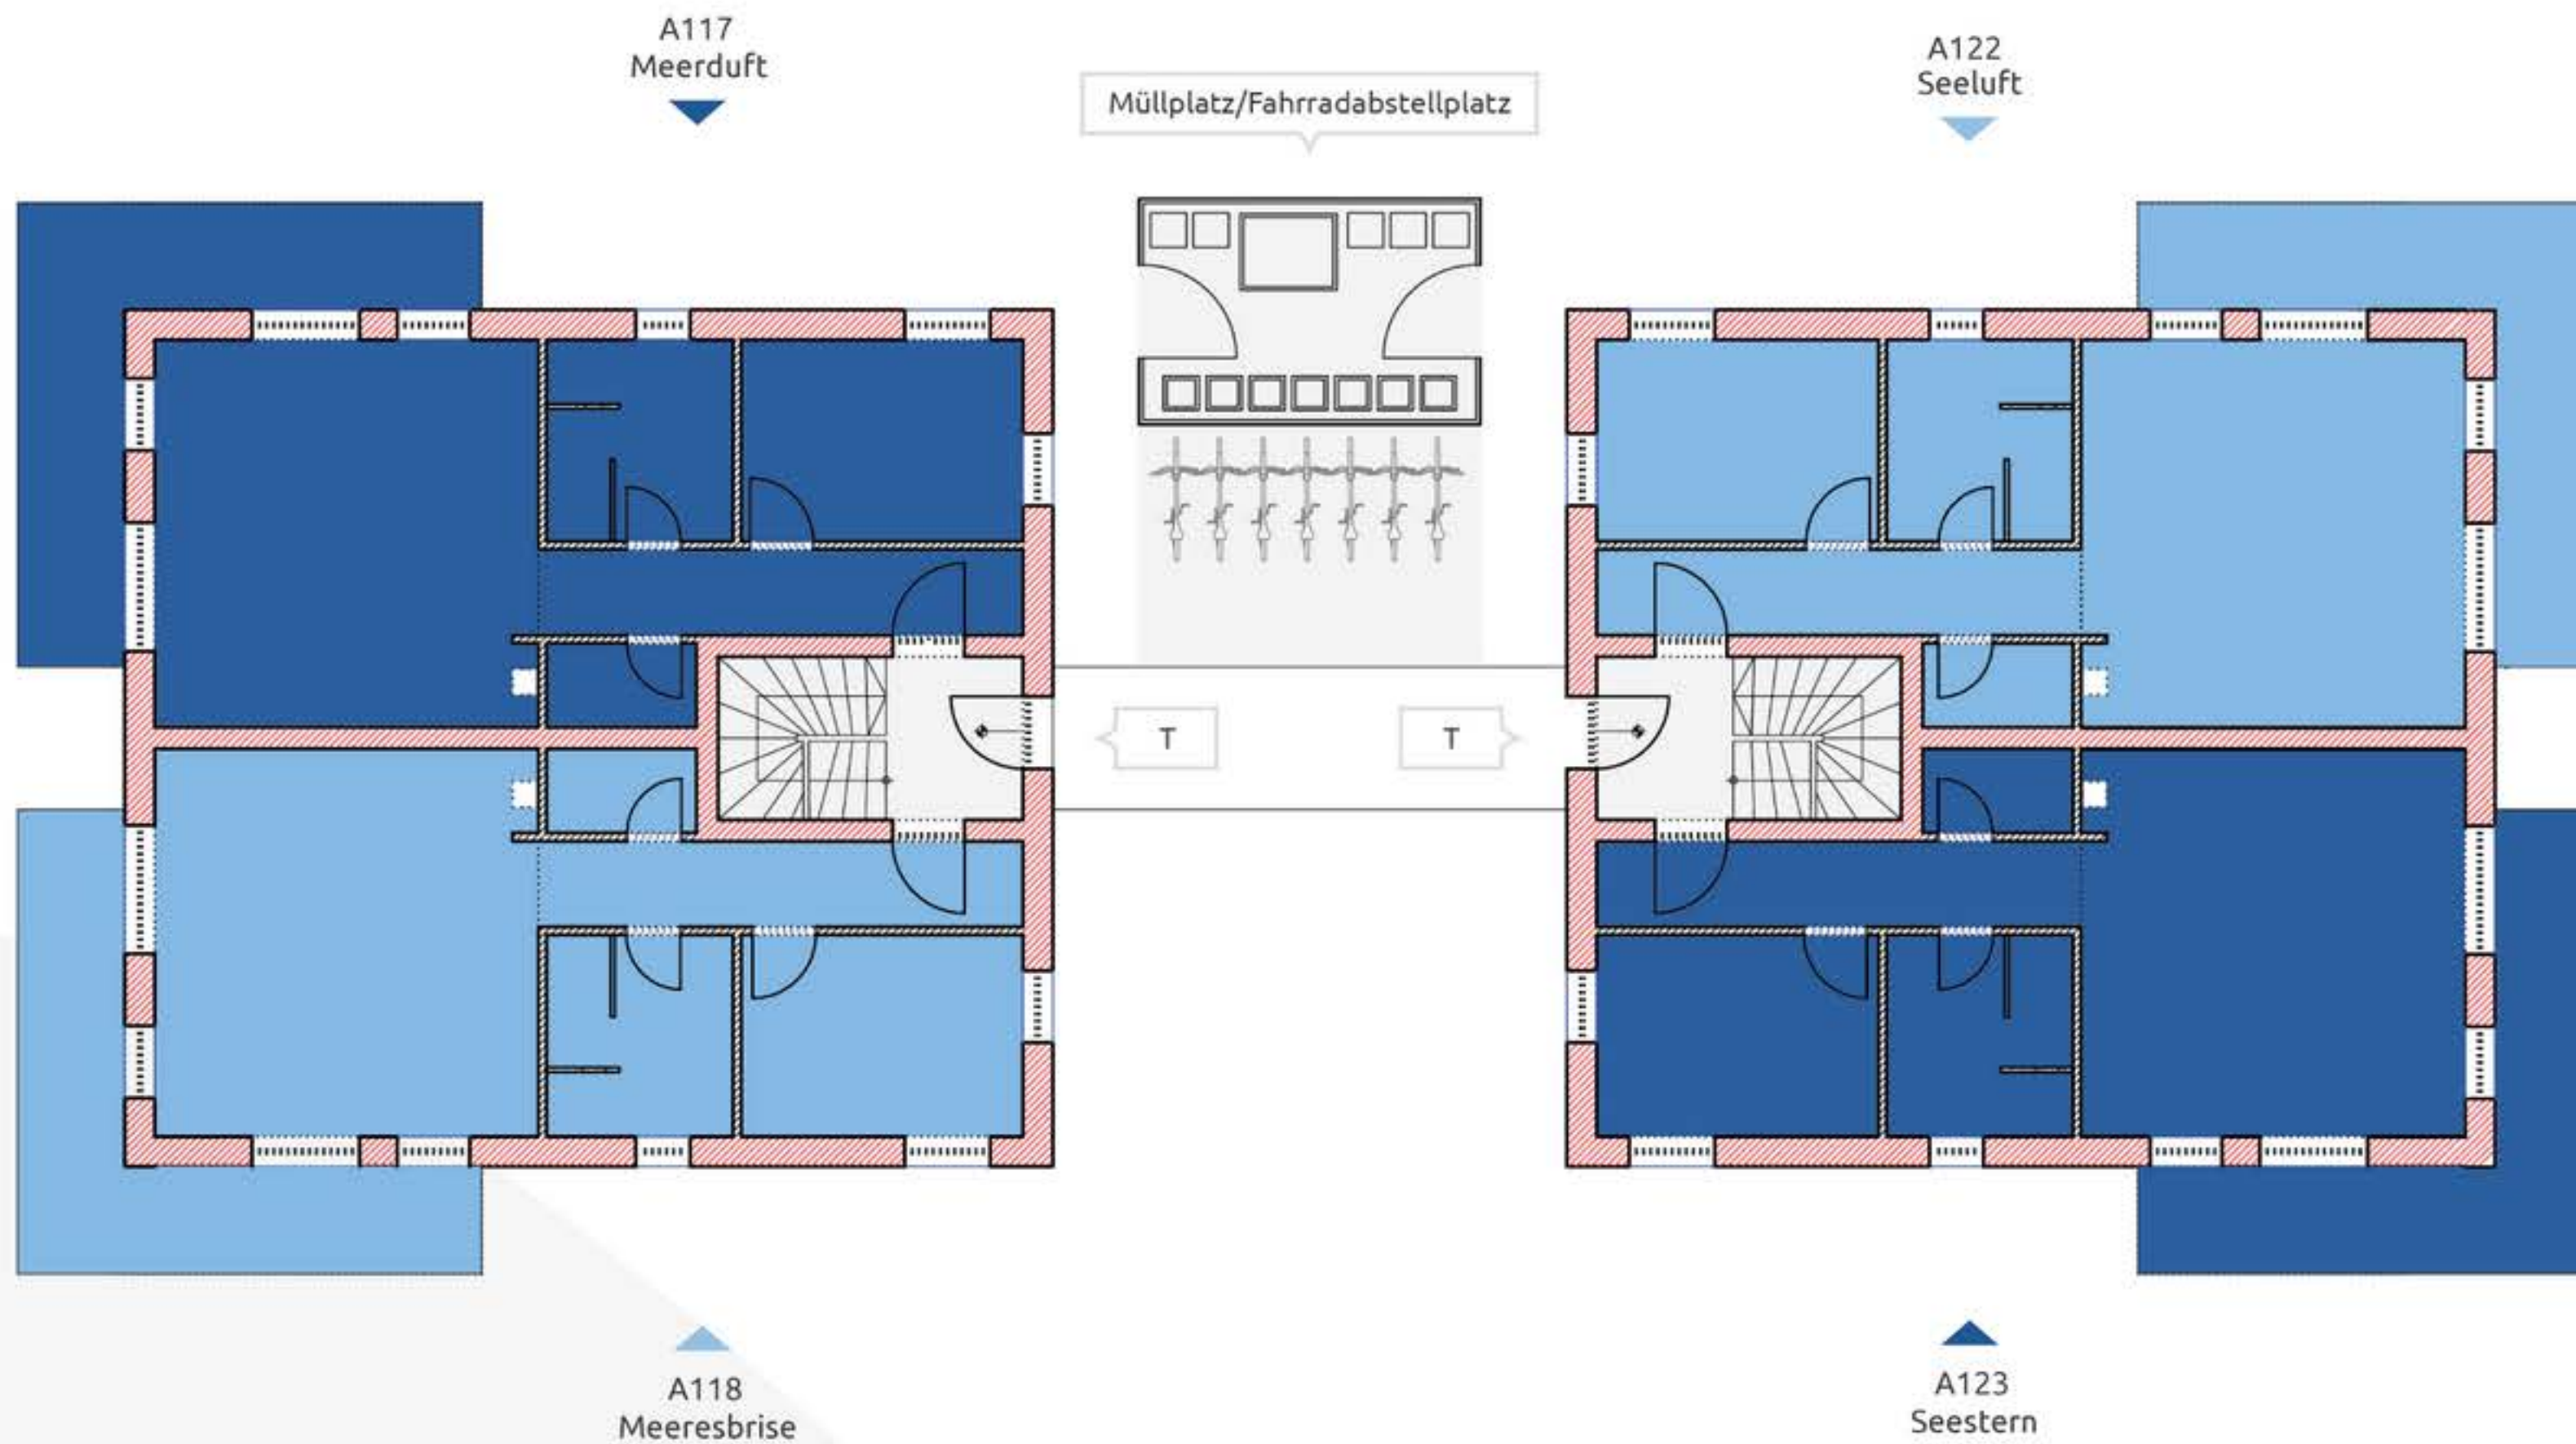 A117
Meerduft
Müllplatz/Fahrradabstellplatz
A122
Seeluft
T
T
A118
Meeresbrise
A123
Seestern